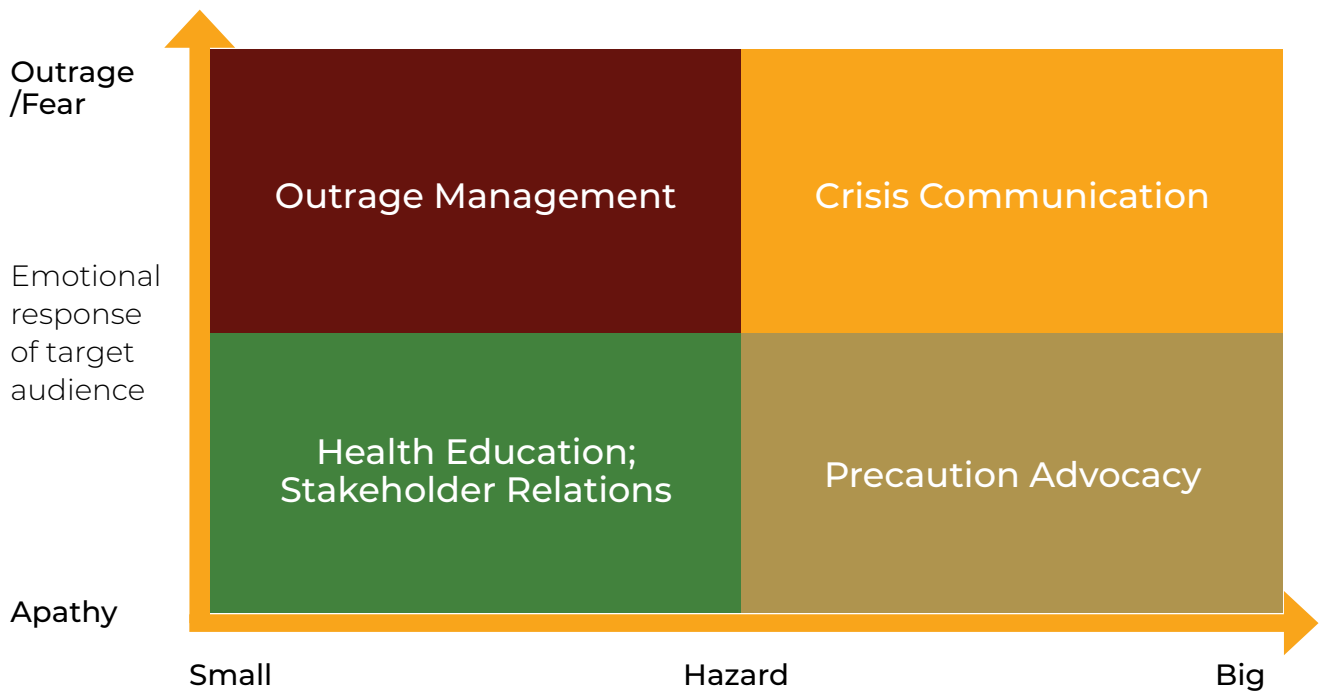 Outrage
/Fear
Outrage Management
Crisis Communication
Emotional
response
of target
audience
Health Education;
Stakeholder Relations
Precaution Advocacy
Apathy
Small
Hazard
Big